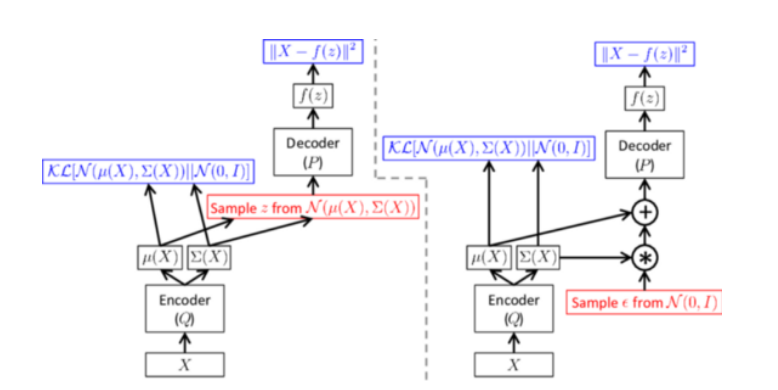 ‖X − f(z)‖²
f(z)
Decoder
(P)
𝒦ℒ[𝒩(μ(X), Σ(X))||𝒩(0, I)]
Sample z from 𝒩(μ(X), Σ(X))
μ(X) Σ(X)
Encoder
(Q)
X
‖X − f(z)‖²
f(z)
Decoder
(P)
𝒦ℒ[𝒩(μ(X), Σ(X))||𝒩(0, I)]
+
μ(X) Σ(X) *
Sample ϵ from 𝒩(0, I)
Encoder
(Q)
X